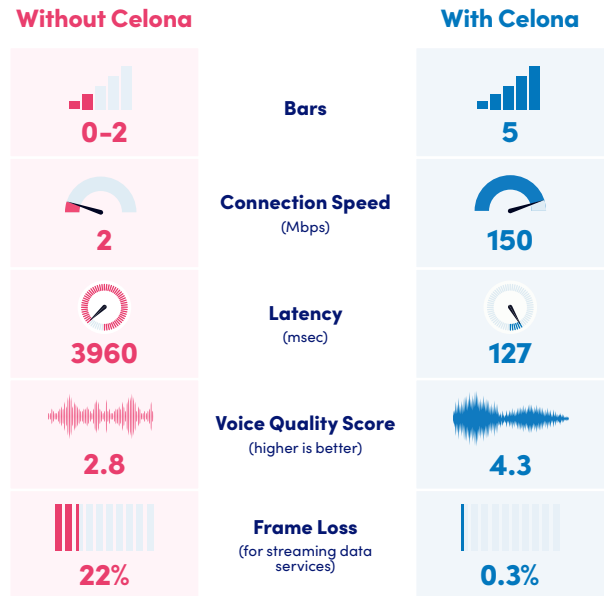 Without Celona
With Celona
0-2
Bars
5
Connection Speed
(Mbps)
2
150
Latency
(msec)
3960
127
Voice Quality Score
(higher is better)
2.8
4.3
Frame Loss
(for streaming data
services)
22%
0.3%